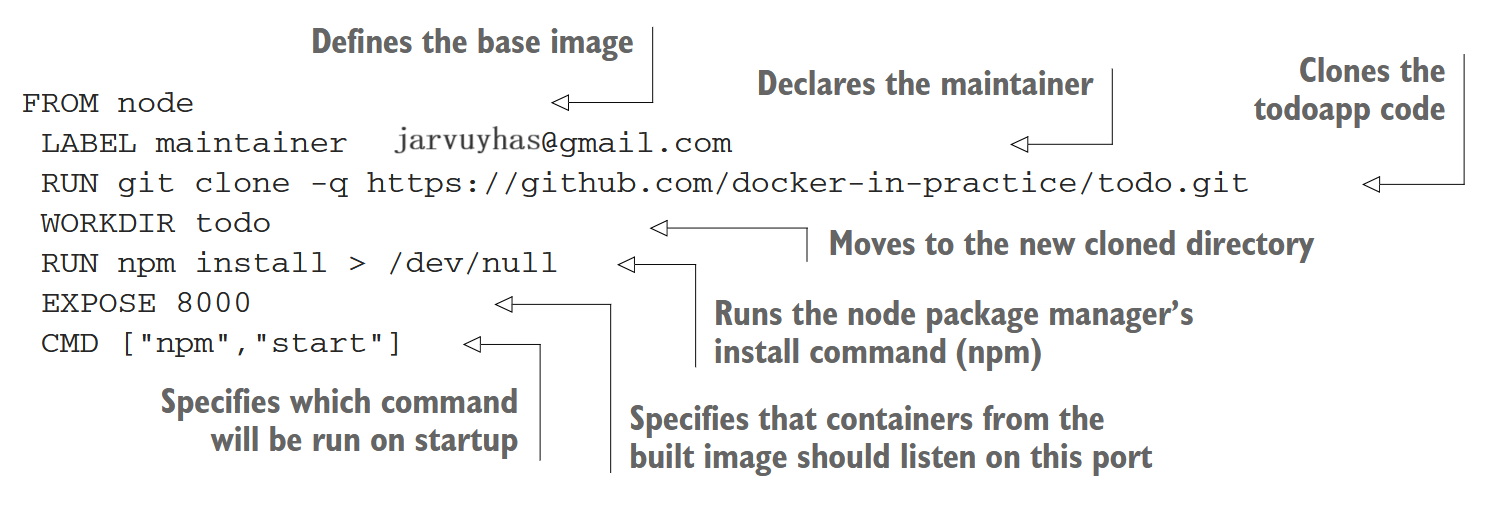 Defines the base image
Declares the maintainer
Clones the
todoapp code
FROM node
LABEL maintainer jarvuyhas@gmail.com
RUN git clone -q https://github.com/docker-in-practice/todo.git
WORKDIR todo
Moves to the new cloned directory
RUN npm install > /dev/null
EXPOSE 8000
Runs the node package manager’s
install command (npm)
CMD ["npm","start"]
Specifies which command
will be run on startup
Specifies that containers from the
built image should listen on this port